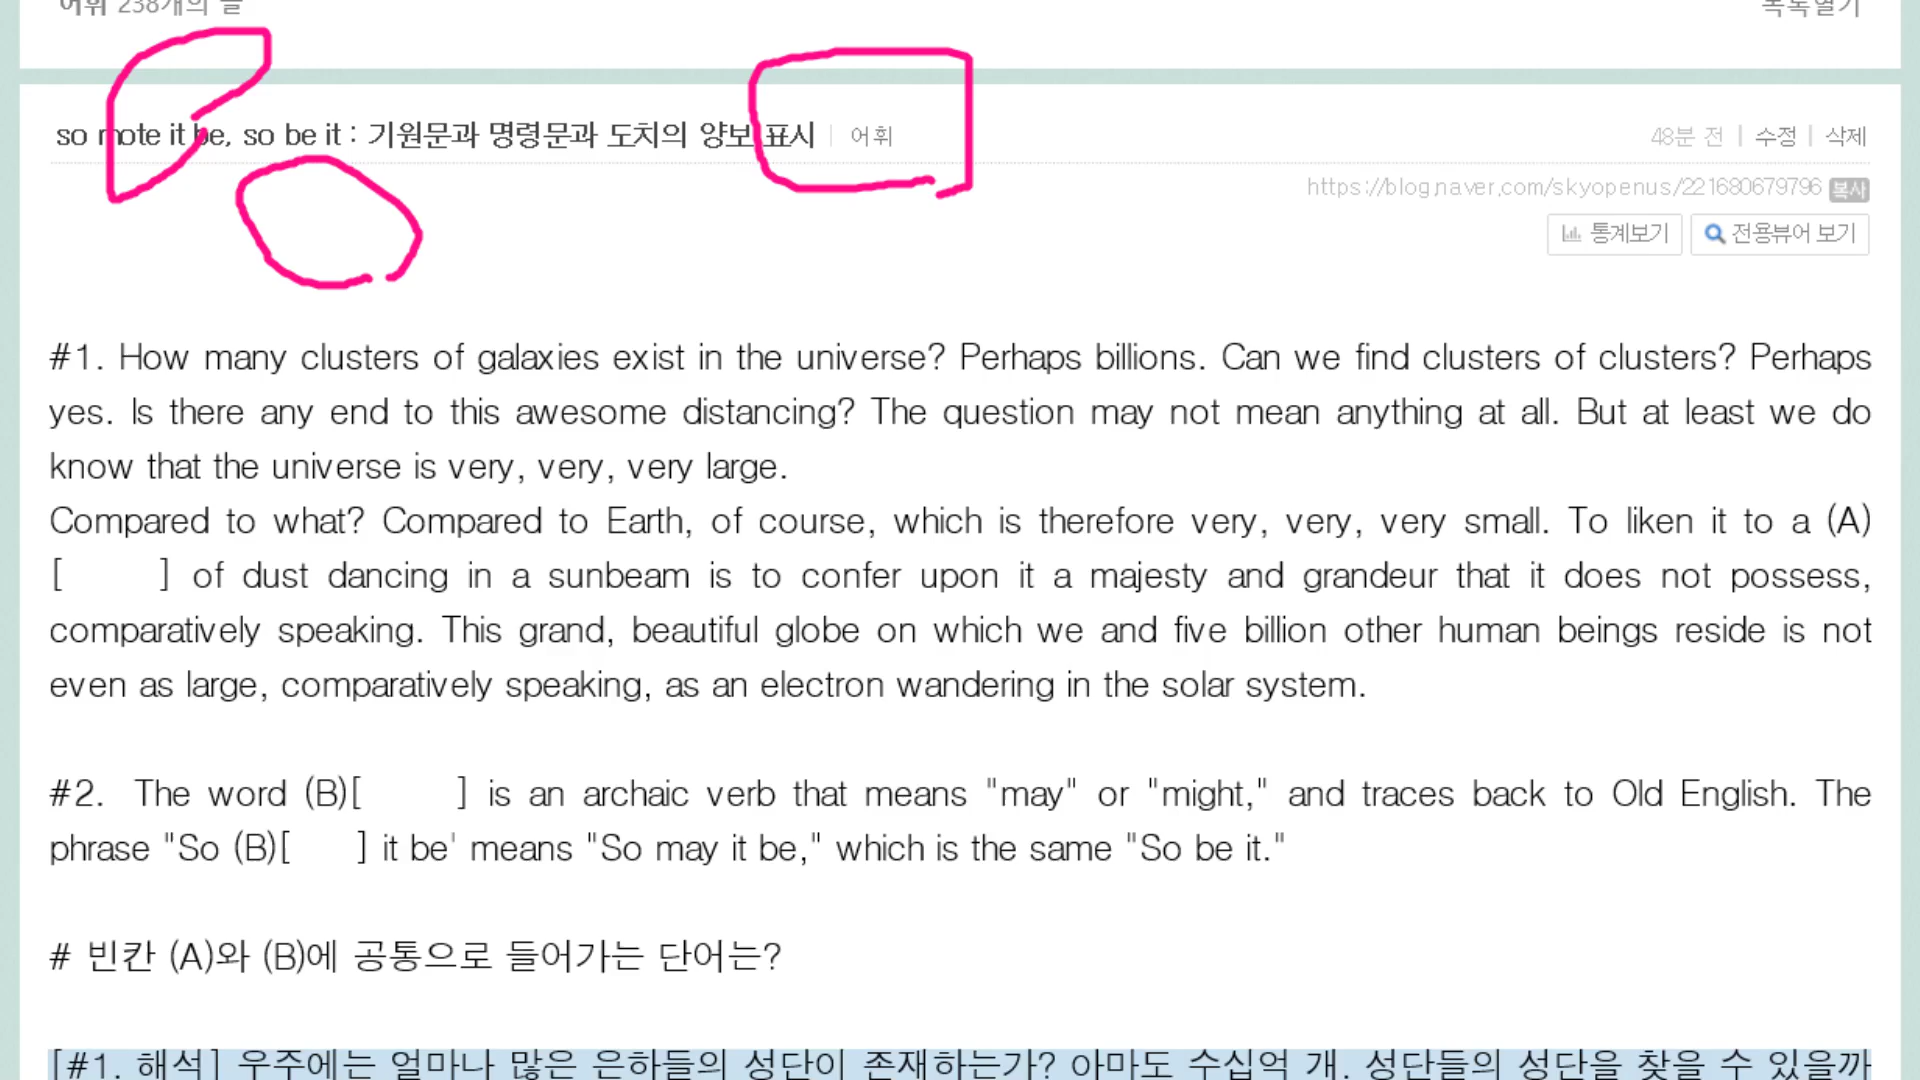 어휘 238개의 글 목록열기
so mote it be, so be it : 기원문과 명령문과 도치의 양보 표시 | 어휘 48분 전 | 수정 | 삭제
https://blog.naver.com/skyopenus/221680679796 복사
통계보기 전용뷰어 보기
#1. How many clusters of galaxies exist in the universe? Perhaps billions. Can we find clusters of clusters? Perhaps
yes. Is there any end to this awesome distancing? The question may not mean anything at all. But at least we do
know that the universe is very, very, very large.
Compared to what? Compared to Earth, of course, which is therefore very, very, very small. To liken it to a (A)
[ ] of dust dancing in a sunbeam is to confer upon it a majesty and grandeur that it does not possess,
comparatively speaking. This grand, beautiful globe on which we and five billion other human beings reside is not
even as large, comparatively speaking, as an electron wandering in the solar system.
#2. The word (B)[ ] is an archaic verb that means "may" or "might," and traces back to Old English. The
phrase "So (B)[ ] it be' means "So may it be," which is the same "So be it."
# 빈칸 (A)와 (B)에 공통으로 들어가는 단어는?
[#1. 해석] 우주에는 얼마나 많은 은하들의 성단이 존재하는가? 아마도 수십억 개. 성단들의 성단을 찾을 수 있을까